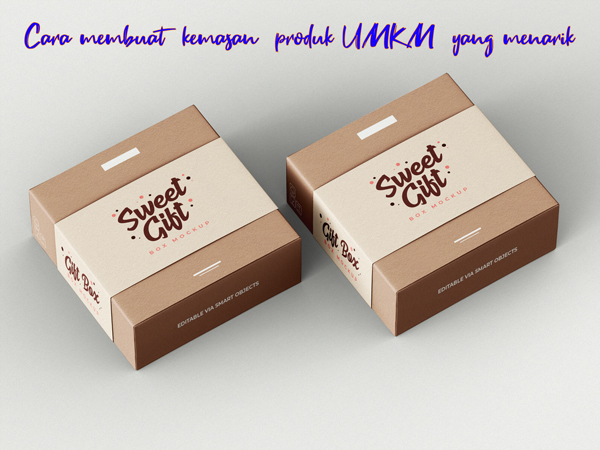 Cara membuat kemasan produk UMKM yang menarik
Sweet
Gift
BOX MOCKUP
Gift Box
EDITABLE VIA SMART OBJECTS
Sweet
Gift
BOX MOCKUP
Gift Box
EDITABLE VIA SMART OBJECTS